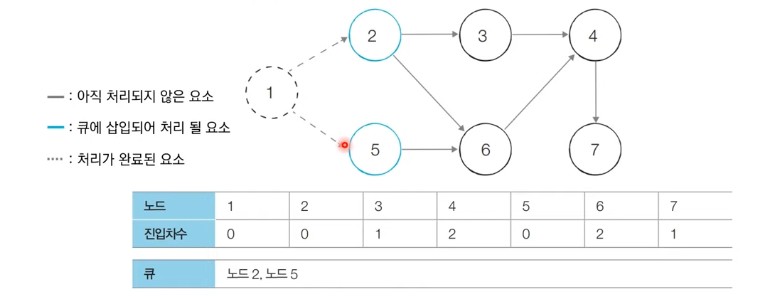 2 3 4
1
— : 아직 처리되지 않은 요소
— : 큐에 삽입되어 처리 될 요소
···· : 처리가 완료된 요소
5 6 7
노드 1 2 3 4 5 6 7
진입차수 0 0 1 2 0 2 1
큐 노드 2, 노드 5